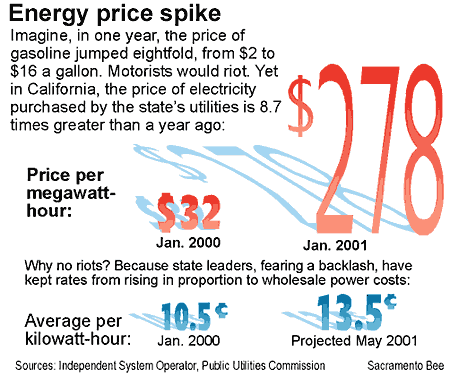 Energy price spike
Imagine, in one year, the price of
gasoline jumped eightfold, from $2 to
$16 a gallon. Motorists would riot. Yet
in California, the price of electricity
purchased by the state's utilities is 8.7
times greater than a year ago:
Price per
megawatt-
hour:
$32
Jan. 2000
$278
Jan. 2001
Why no riots? Because state leaders, fearing a backlash, have
kept rates from rising in proportion to wholesale power costs:
Average per
kilowatt-hour:
10.5¢
Jan. 2000
13.5¢
Projected May 2001
Sources: Independent System Operator, Public Utilities Commission
Sacramento Bee